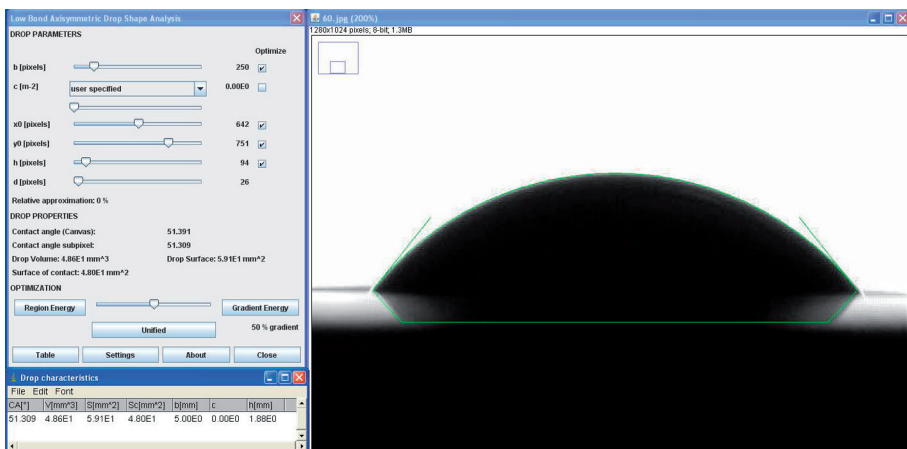 Low Bond Axisymmetric Drop Shape Analysis
DROP PARAMETERS
Optimize
b [pixels] 250
c [m-2] user specified 0.00E0
x0 [pixels] 642
y0 [pixels] 751
h [pixels] 94
d [pixels] 26
Relative approximation: 0 %
DROP PROPERTIES
Contact angle (Canvas): 51.391
Contact angle subpixel: 51.309
Drop Volume: 4.86E1 mm^3 Drop Surface: 5.91E1 mm^2
Surface of contact: 4.80E1 mm^2
OPTIMIZATION
Region Energy Gradient Energy
Unified 50 % gradient
Table Settings About Close
Drop characteristics
File Edit Font
CA[°] V[mm^3] S[mm^2] Sc[mm^2] b[mm] c h[mm]
51.309 4.86E1 5.91E1 4.80E1 5.00E0 0.00E0 1.88E0
60.jpg (200%)
1280x1024 pixels; 8-bit; 1.3MB